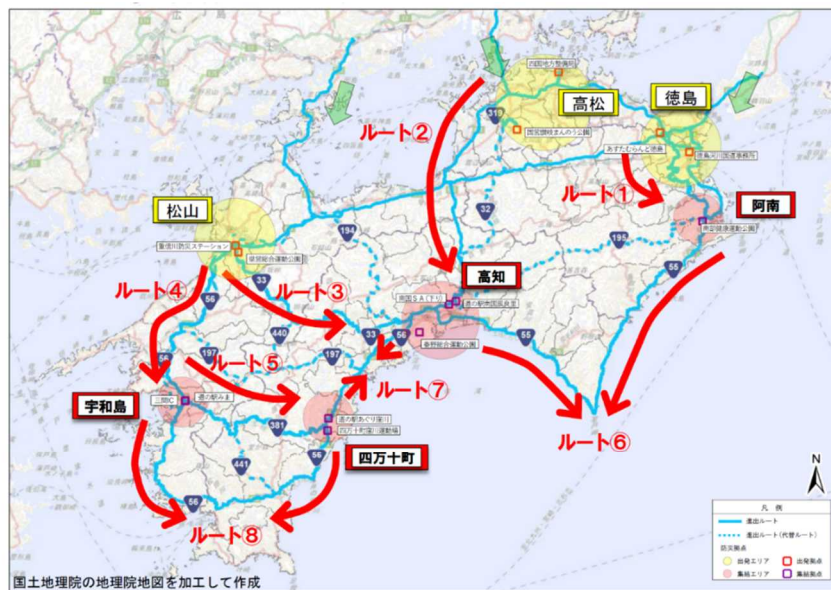 四国地方整備局
高松
徳島
ルート②
319
国営讃岐まんのう公園
あすたむらんど徳島
徳島河川国道事務所
ルート①
阿南
松山
194
32
195
南部健康運動公園
重信川防災ステーション
高知
55
ルート④
33
ルート③
南国SA(下り)
道の駅南国風良里
56
440
33
56
春野総合運動公園
55
56
197
ルート⑤
197
ルート⑦
宇和島
三間IC
道の駅みま
道の駅あぐり窪川
四万十町窪川運動場
ルート⑥
381
四万十町
441
56
56
ルート⑧
N
凡例
進出ルート
進出ルート(代替ルート)
防災拠点
出発エリア
出発拠点
集結エリア
集結拠点
国土地理院の地理院地図を加工して作成